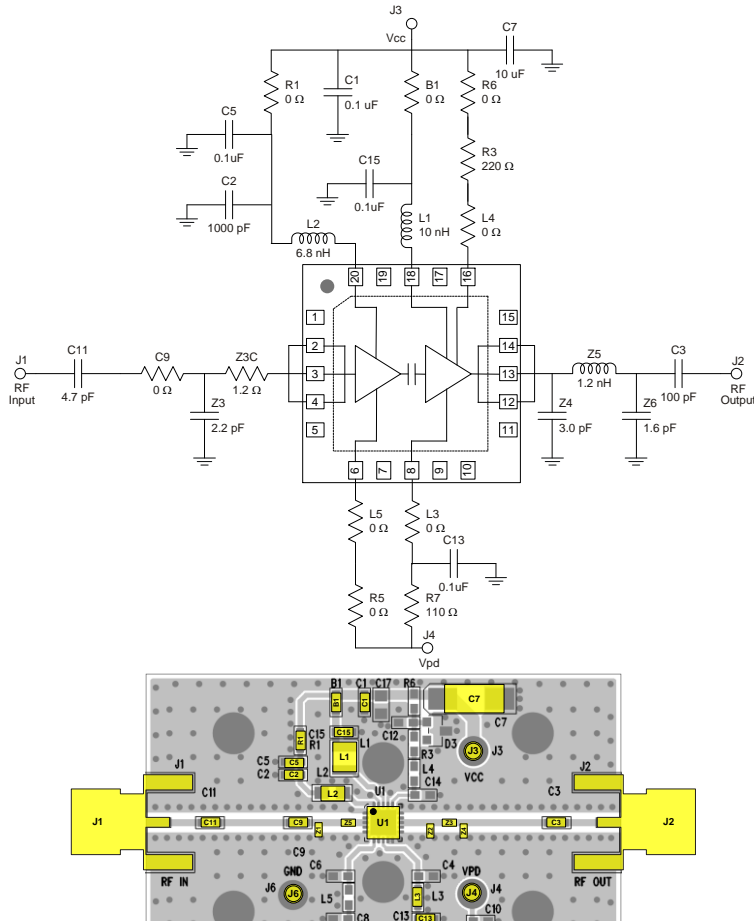 J3
Vcc
C7
10 uF
R1
0 Ω
C1
0.1 uF
B1
0 Ω
R6
0 Ω
C5
0.1uF
R3
220 Ω
C15
0.1uF
C2
1000 pF
L2
6.8 nH
L1
10 nH
L4
0 Ω
20 19 18 17 16
1 15
2 14
3 13
4 12
5 11
6 7 8 9 10
J1
RF
Input
C11
4.7 pF
C9
0 Ω
Z3C
1.2 Ω
Z3
2.2 pF
Z5
1.2 nH
C3
100 pF
J2
RF
Output
Z4
3.0 pF
Z6
1.6 pF
L5
0 Ω
L3
0 Ω
C13
0.1uF
R5
0 Ω
R7
110 Ω
J4
Vpd
B1 C1 C17 R6
B1 C1 C7
C7
C12
C15
C15
R1
R1
L1
L1
D3
R3
J3 J3
VCC
C5 C5
C2 C2
L2
L2
L4
C14
U1
U1
J1
J1
C11
C11
C9
C9
Z1
Z5
Z2
Z3
Z4
C3
C3
J2
J2
RF IN
RF OUT
GND
J6 J6
C6
L5
C8
C4
L3 L3
C13 C13
VPD
J4 J4
C10